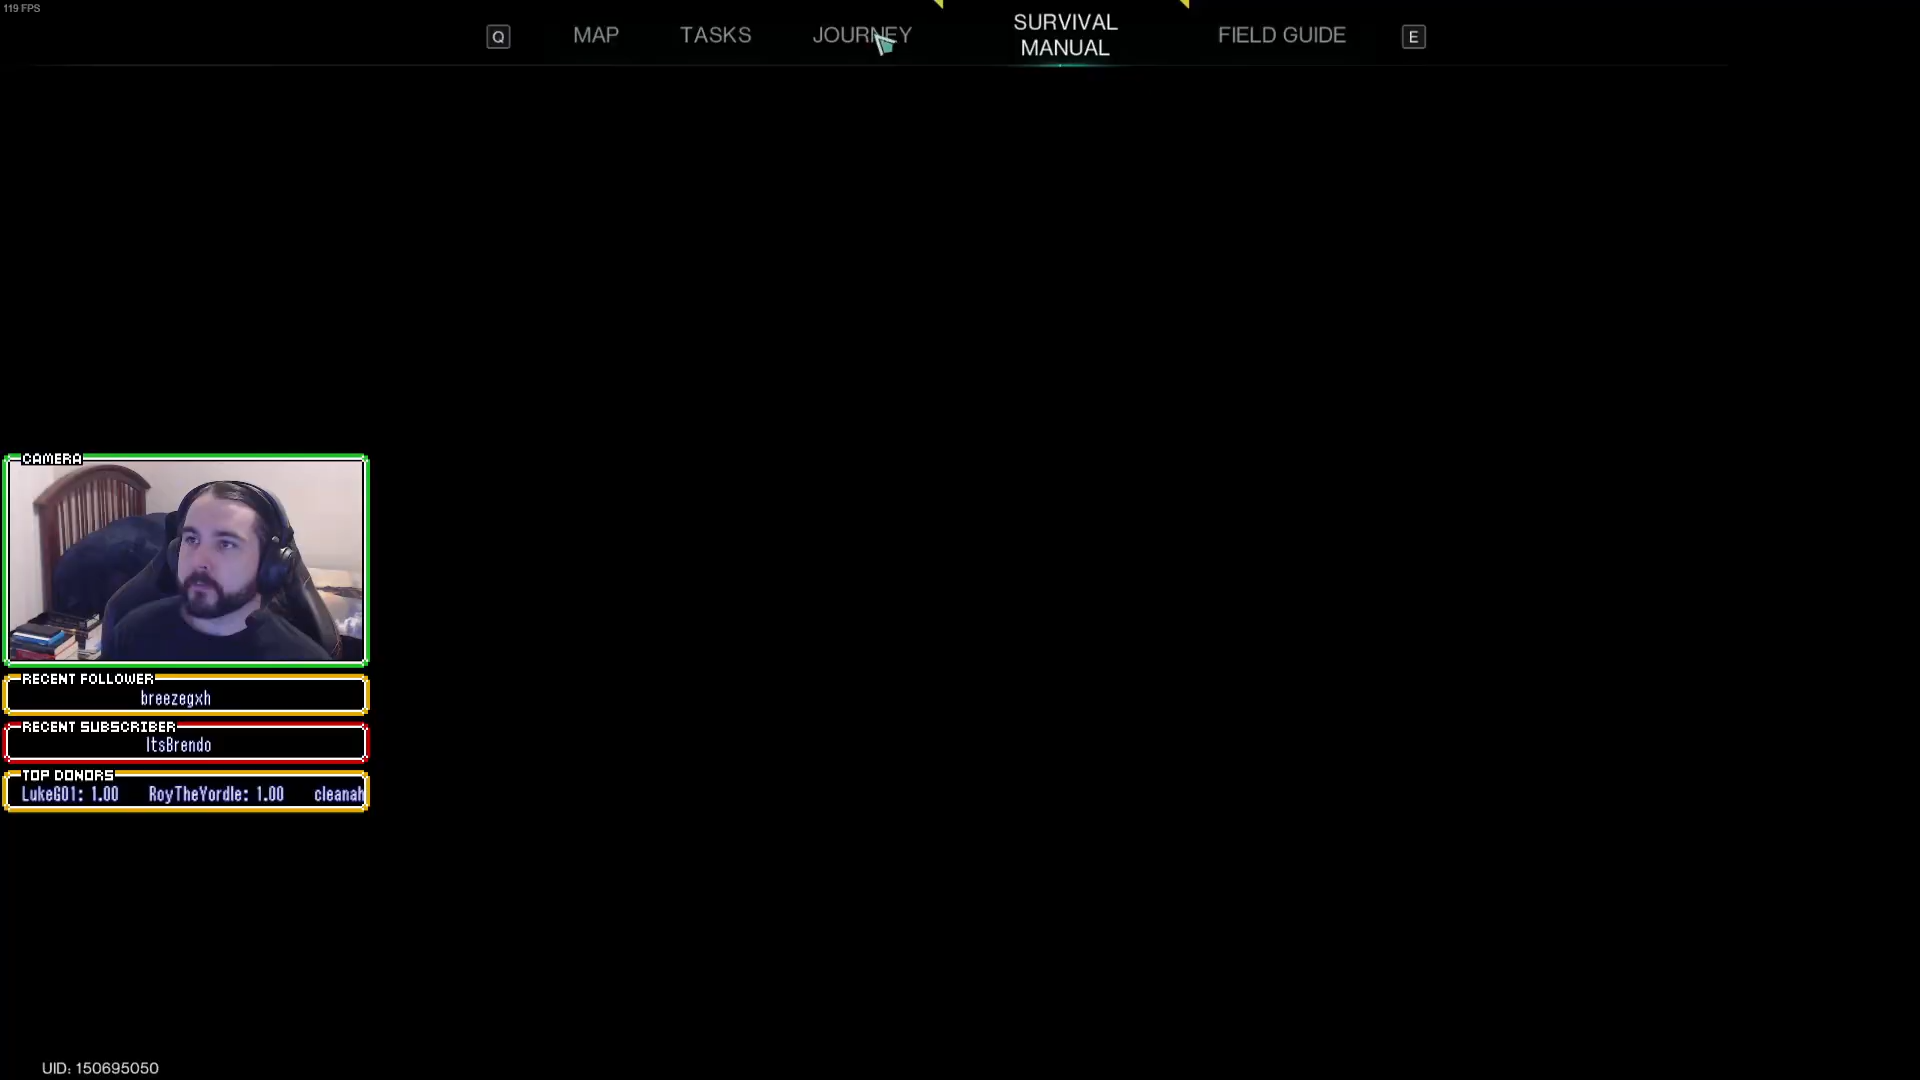 119 FPS
Q
MAP
TASKS
JOURNEY
SURVIVAL
MANUAL
FIELD GUIDE
E
CAMERA
RECENT FOLLOWER
breezegxh
RECENT SUBSCRIBER
ItsBrendo
TOP DONORS
LukeG01: 1.00 RoyTheYordle: 1.00 cleanah
UID: 150695050